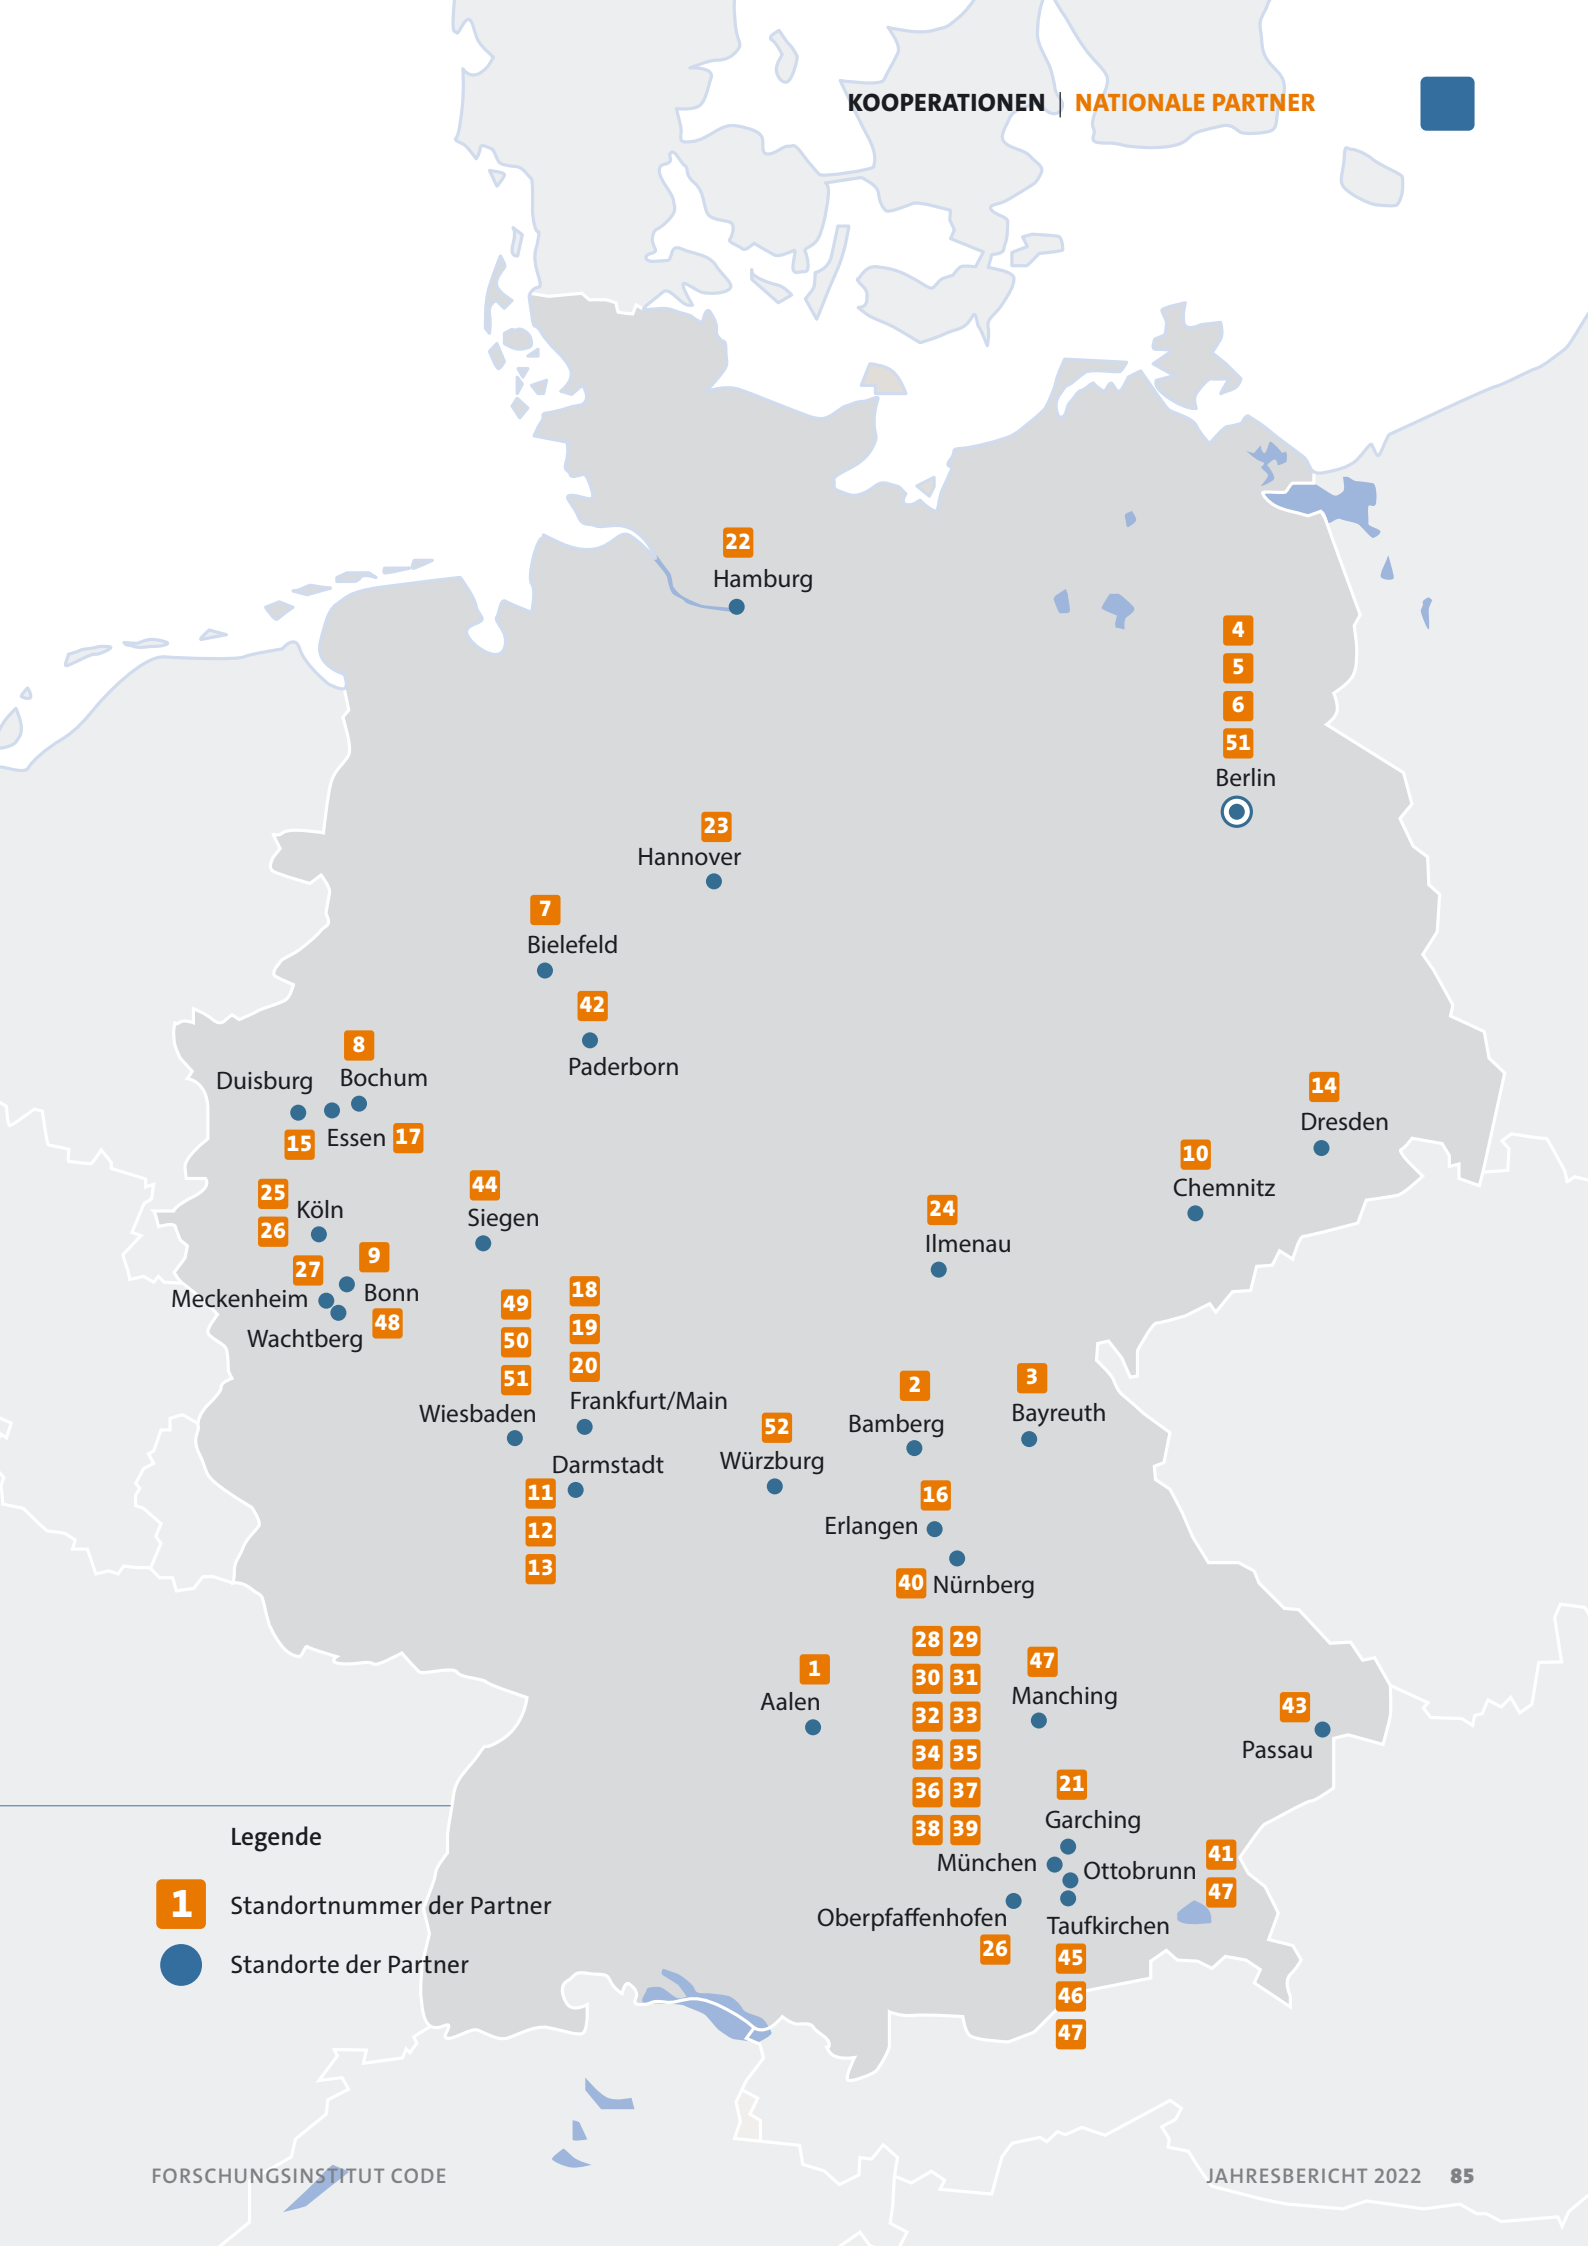 KOOPERATIONEN | NATIONALE PARTNER
22
Hamburg
4
5
6
51
Berlin
23
Hannover
7
Bielefeld
42
Paderborn
8
Duisburg
Bochum
15
Essen 17
14
Dresden
10
Chemnitz
25
Köln
26
44
Siegen
24
Ilmenau
9
27
Bonn
Meckenheim
48
Wachtberg
49
50
51
Wiesbaden
18
19
20
Frankfurt/Main
Darmstadt
11
12
13
52
Würzburg
2
Bamberg
3
Bayreuth
16
Erlangen
40 Nürnberg
1
Aalen
28 29
30 31
32 33
34 35
36 37
38 39
München
47
Manching
43
Passau
21
Garching
41
Ottobrunn
47
Oberpfaffenhofen
26
Taufkirchen
45
46
47
Legende
1 Standortnummer der Partner
Standorte der Partner
FORSCHUNGSINSTITUT CODE
JAHRESBERICHT 2022 85